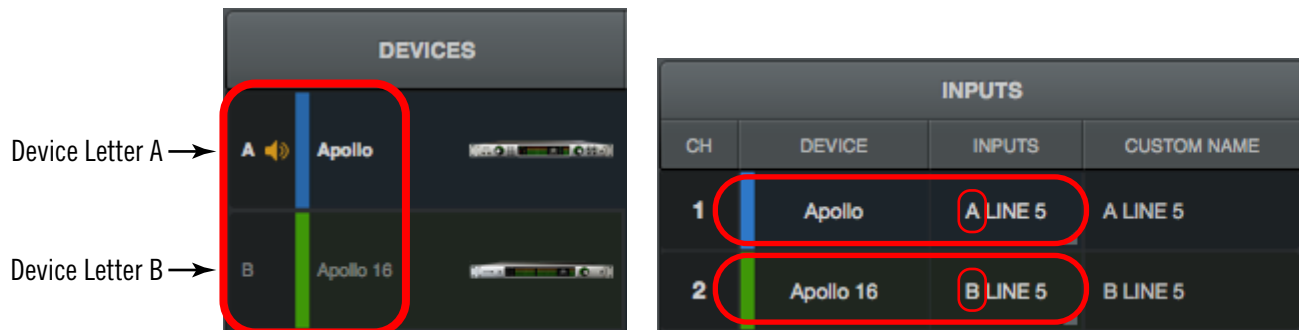 DEVICES
Device Letter A
A Apollo
Device Letter B
B Apollo 16
INPUTS
CH DEVICE INPUTS CUSTOM NAME
1 Apollo A LINE 5 A LINE 5
2 Apollo 16 B LINE 5 B LINE 5